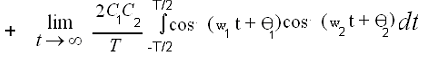 + lim t→∞ 2C₁C₂/T ∫_{-T/2}^{T/2} cos (w₁ t + Θ₁) cos (w₂ t + Θ₂) dt